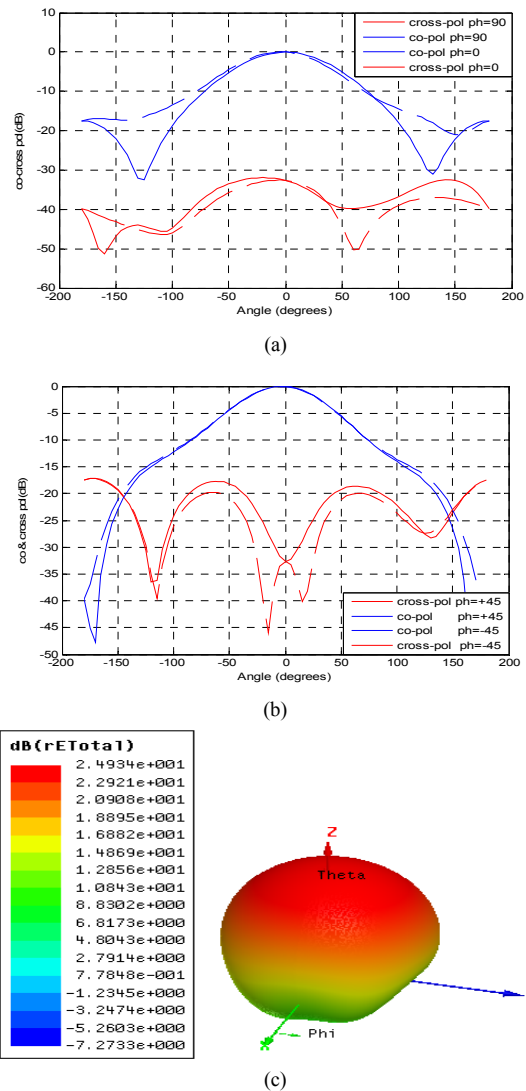 10
0
-10
-20
-30
-40
-50
-60
co-cross pd(dB)
cross-pol ph=90
co-pol ph=90
co-pol ph=0
cross-pol ph=0
-200 -150 -100 -50 0 50 100 150 200
Angle (degrees)
(a)
0
-5
-10
-15
-20
-25
-30
-35
-40
-45
-50
co&cross pd(dB)
cross-pol ph=+45
co-pol ph=+45
co-pol ph=-45
cross-pol ph=-45
-200 -150 -100 -50 0 50 100 150 200
Angle (degrees)
(b)
dB(rETotal)
2.4934e+001
2.2921e+001
2.0908e+001
1.8895e+001
1.6882e+001
1.4869e+001
1.2856e+001
1.0843e+001
8.8302e+000
6.8173e+000
4.8043e+000
2.7914e+000
7.7848e-001
-1.2345e+000
-3.2474e+000
-5.2603e+000
-7.2733e+000
Z
Theta
X
Phi
(c)